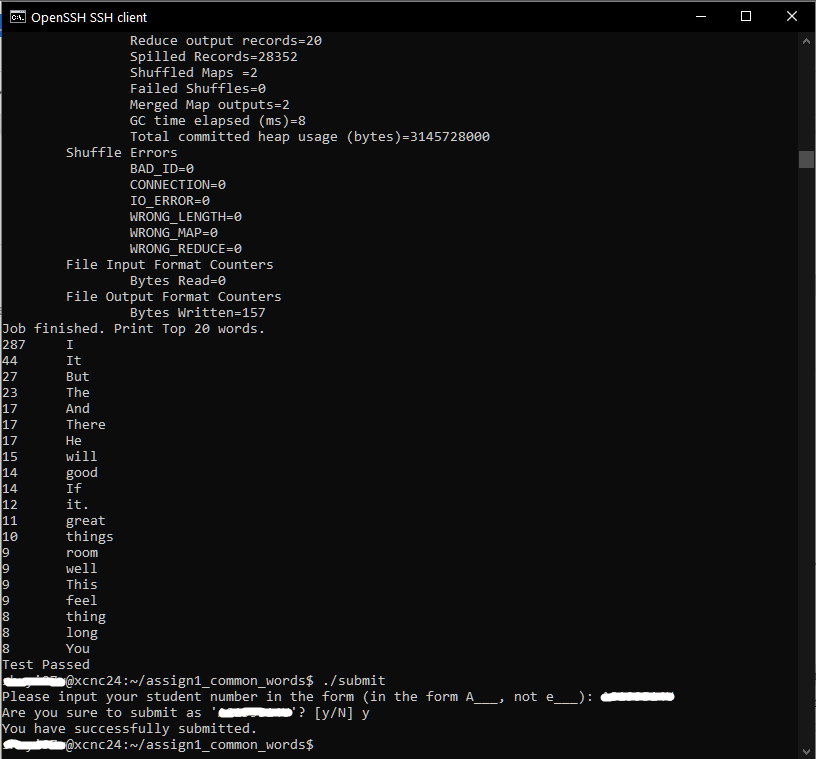 OpenSSH SSH client
Reduce output records=20
Spilled Records=28352
Shuffled Maps =2
Failed Shuffles=0
Merged Map outputs=2
GC time elapsed (ms)=8
Total committed heap usage (bytes)=3145728000
Shuffle Errors
BAD_ID=0
CONNECTION=0
IO_ERROR=0
WRONG_LENGTH=0
WRONG_MAP=0
WRONG_REDUCE=0
File Input Format Counters
Bytes Read=0
File Output Format Counters
Bytes Written=157
Job finished. Print Top 20 words.
287 I
44 It
27 But
23 The
17 And
17 There
17 He
15 will
14 good
14 If
12 it.
11 great
10 things
9 room
9 well
9 This
9 feel
8 thing
8 long
8 You
Test Passed
@xcnc24:~/assign1_common_words$ ./submit
Please input your student number in the form (in the form A___, not e___):
Are you sure to submit as ' '? [y/N] y
You have successfully submitted.
@xcnc24:~/assign1_common_words$